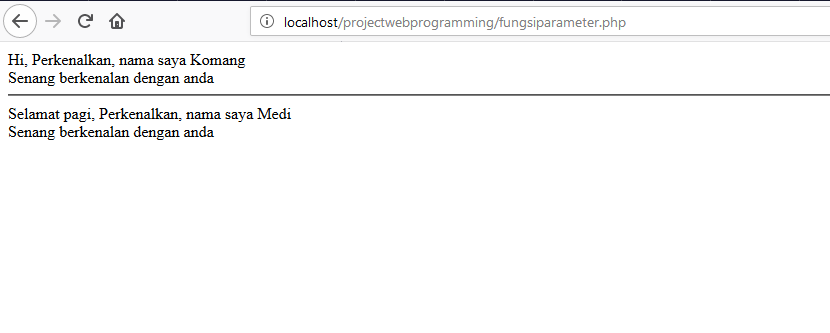 localhost/projectwebprogramming/fungsiparameter.php
Hi, Perkenalkan, nama saya Komang
Senang berkenalan dengan anda
Selamat pagi, Perkenalkan, nama saya Medi
Senang berkenalan dengan anda